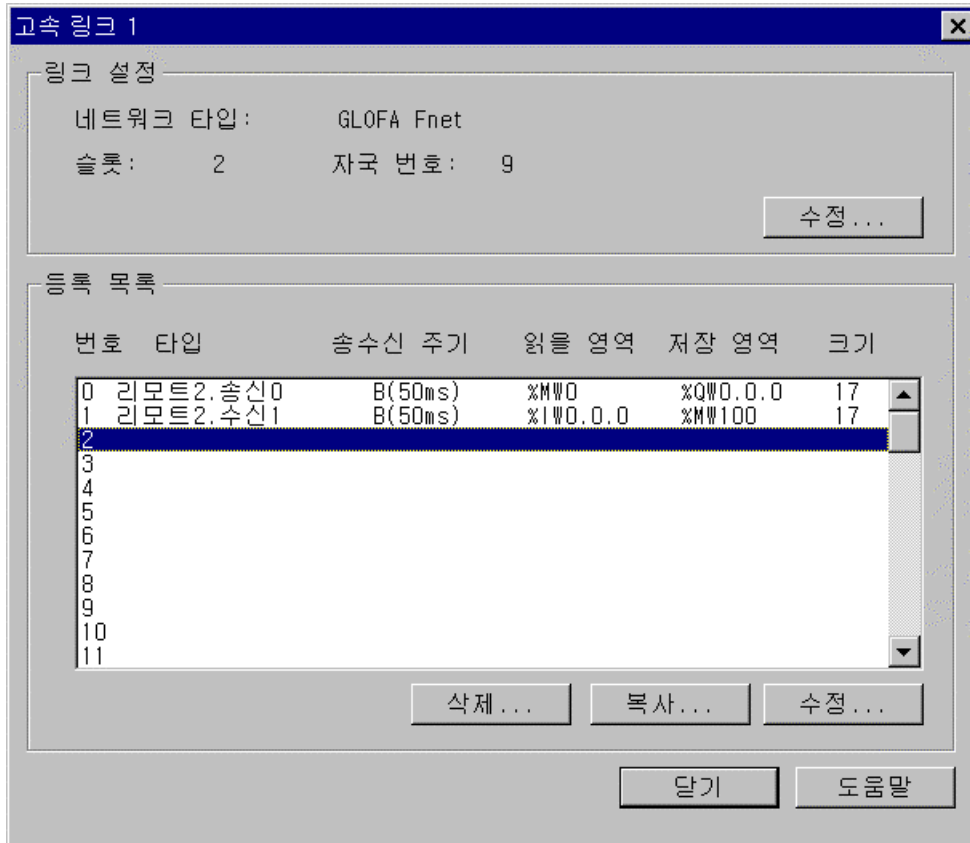 고속 링크 1
링크 설정
네트워크 타입: GLOFA Fnet
슬롯: 2 자국 번호: 9
수정...
등록 목록
번호 타입 송수신 주기 읽을 영역 저장 영역 크기
0 리모트2.송신0 B(50ms) %MW0 %QW0.0.0 17
1 리모트2.수신1 B(50ms) %IW0.0.0 %MW100 17
2
3
4
5
6
7
8
9
10
11
삭제... 복사... 수정...
닫기 도움말